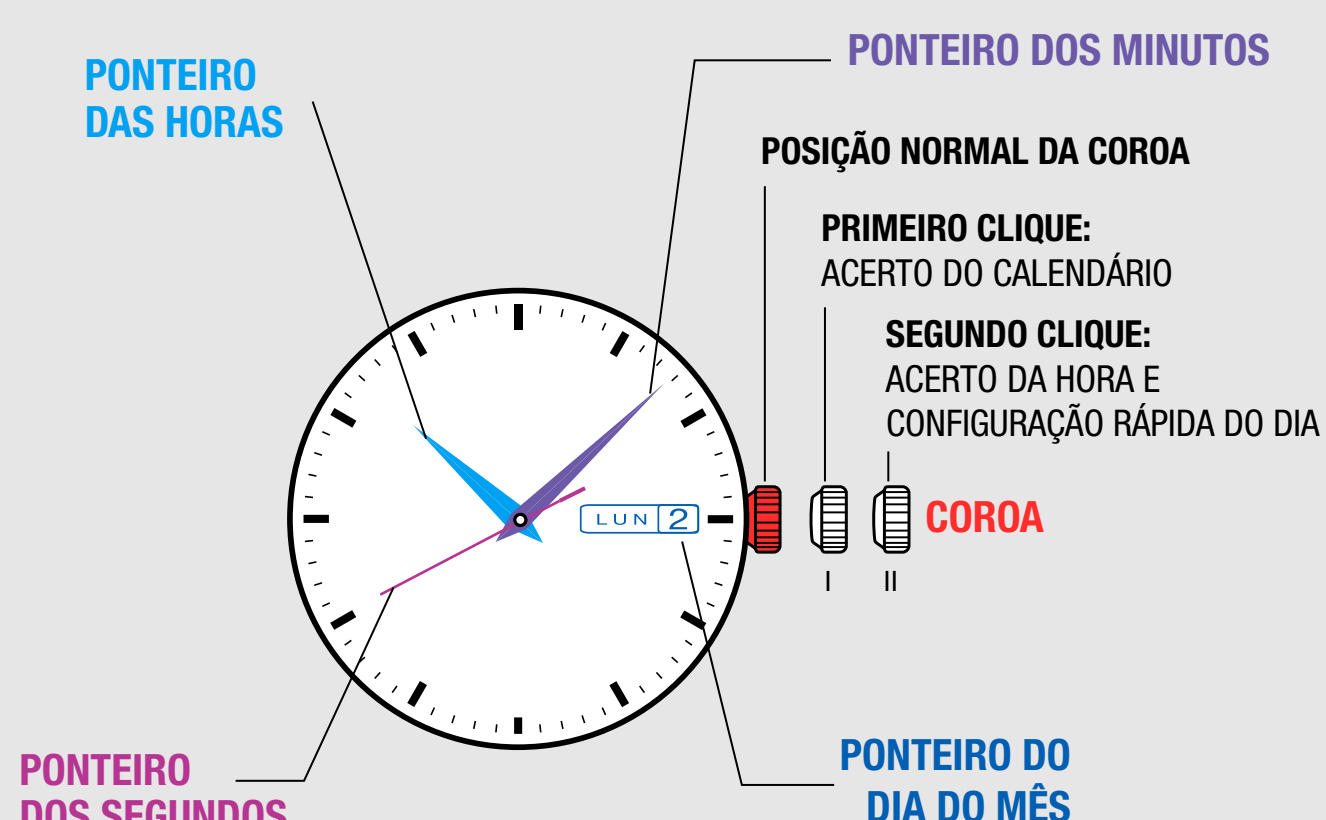 PONTEIRO
DAS HORAS
PONTEIRO DOS MINUTOS
POSIÇÃO NORMAL DA COROA
PRIMEIRO CLIQUE:
ACERTO DO CALENDÁRIO
SEGUNDO CLIQUE:
ACERTO DA HORA E
CONFIGURAÇÃO RÁPIDA DO DIA
LUN 2
COROA
I II
PONTEIRO
DOS SEGUNDOS
PONTEIRO DO
DIA DO MÊS